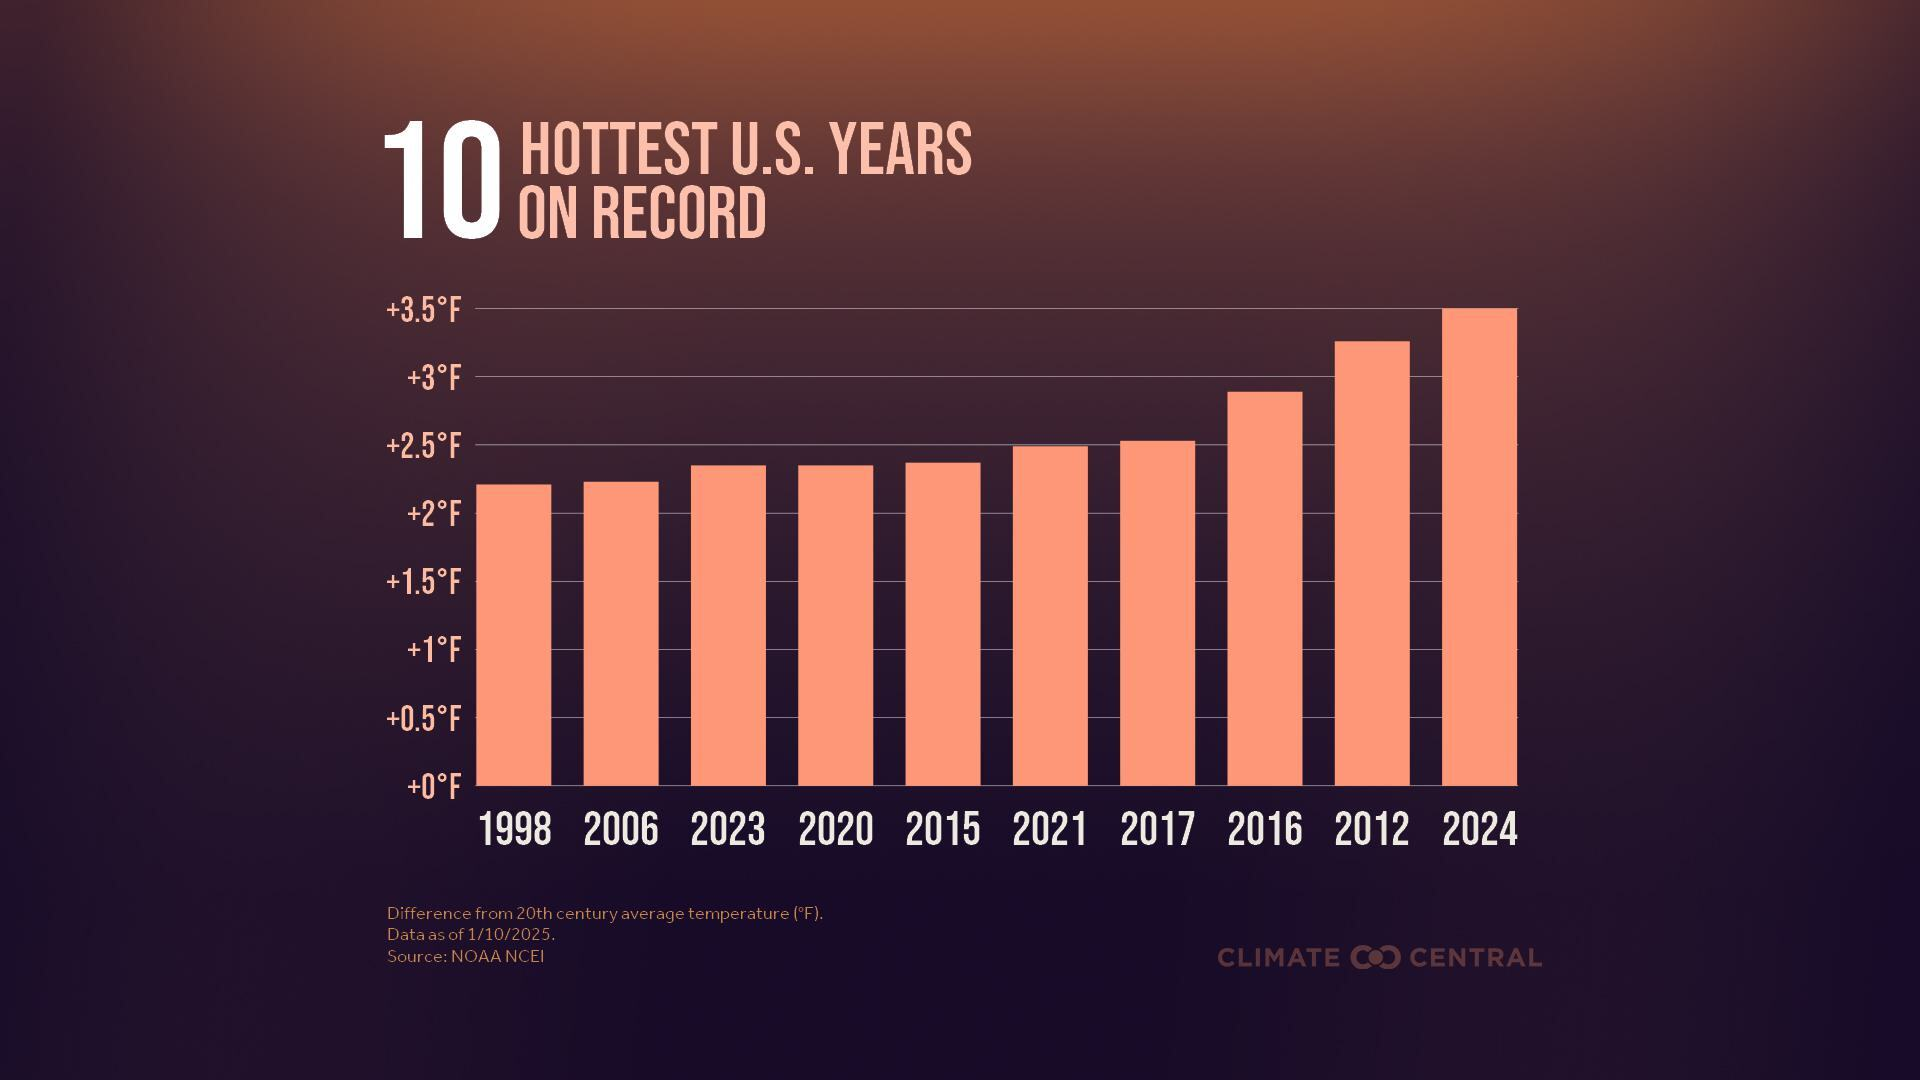 10 HOTTEST U.S. YEARS
ON RECORD
+3.5°F
+3°F
+2.5°F
+2°F
+1.5°F
+1°F
+0.5°F
+0°F
1998 2006 2023 2020 2015 2021 2017 2016 2012 2024
Difference from 20th century average temperature (°F).
Data as of 1/10/2025.
Source: NOAA NCEI
CLIMATE CENTRAL